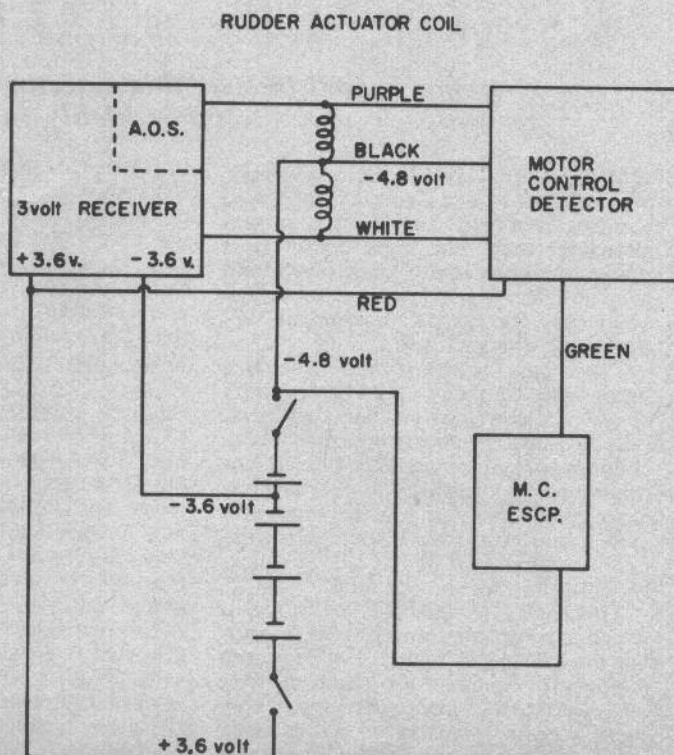 RUDDER ACTUATOR COIL
PURPLE
A.O.S.
BLACK
-4.8 volt
MOTOR
CONTROL
DETECTOR
3volt RECEIVER
WHITE
+3.6 v.
-3.6 v.
RED
GREEN
-4.8 volt
M. C.
ESCP.
-3.6 volt
+3.6 volt